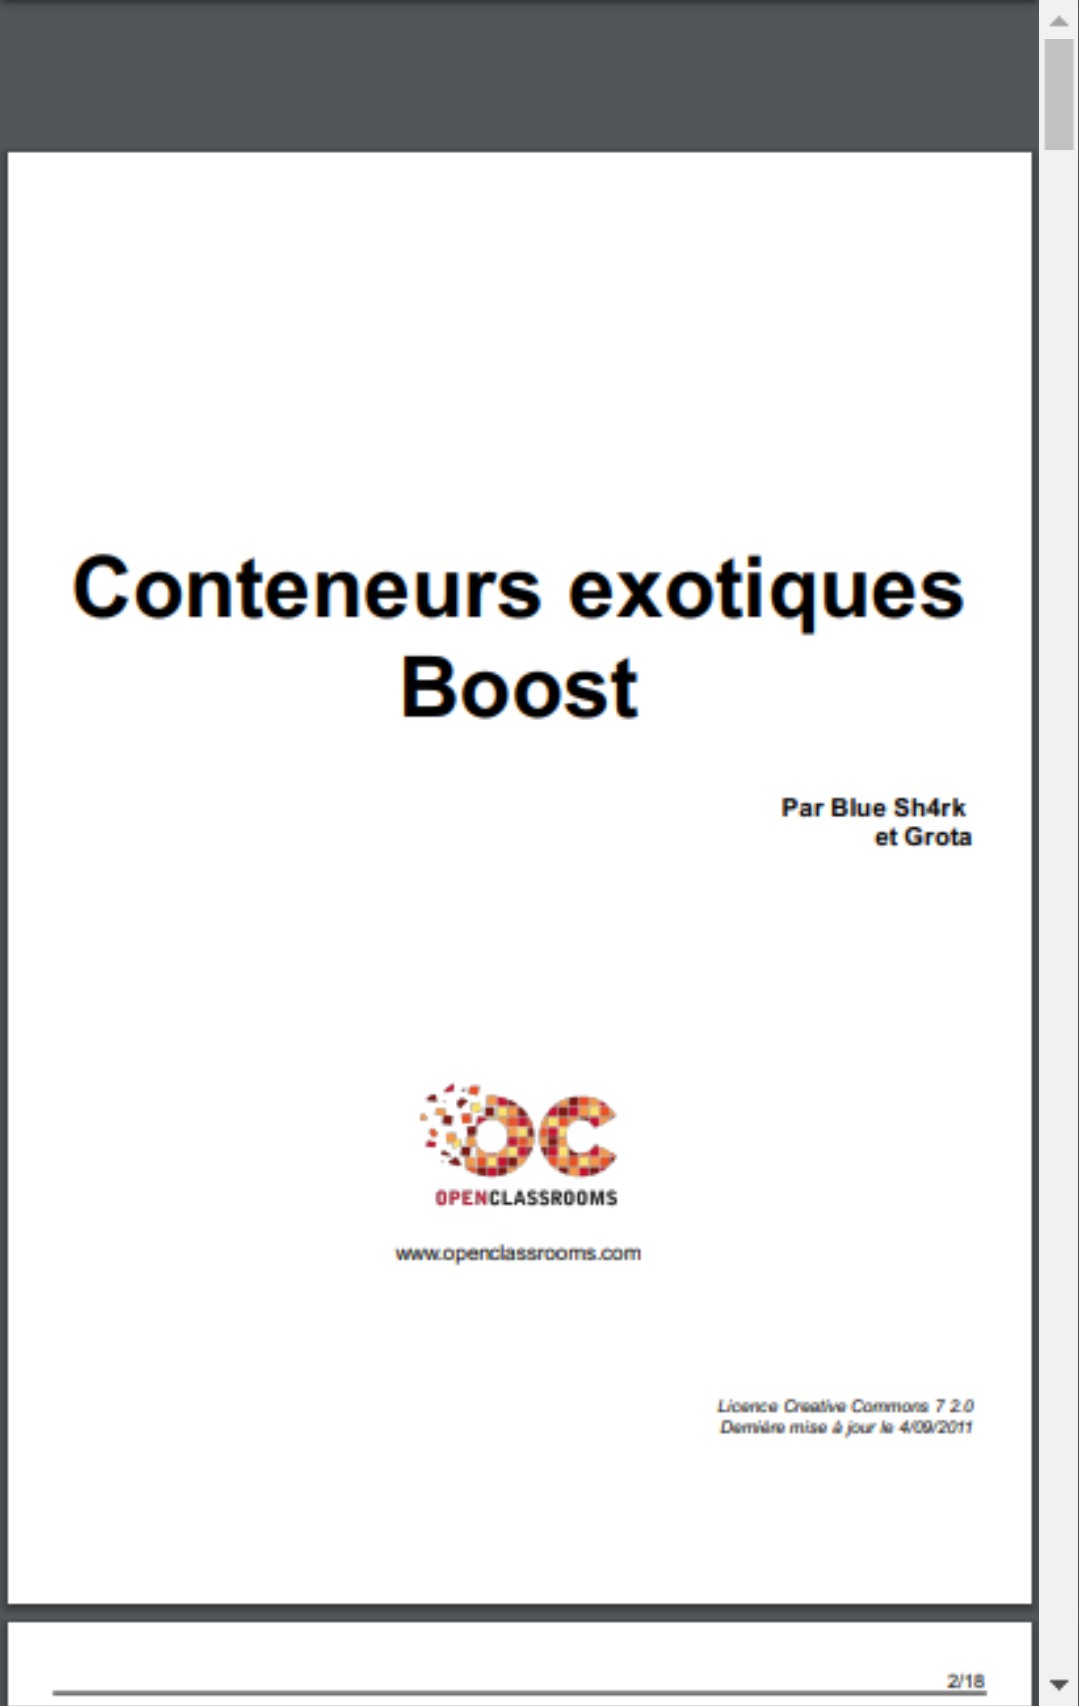 Conteneurs exotiques
Boost
Par Blue Sh4rk
et Grota
OC
OPENCLASSROOMS
www.openclassrooms.com
Licence Creative Commons 7 2.0
Dernière mise à jour le 4/09/2011
2/18